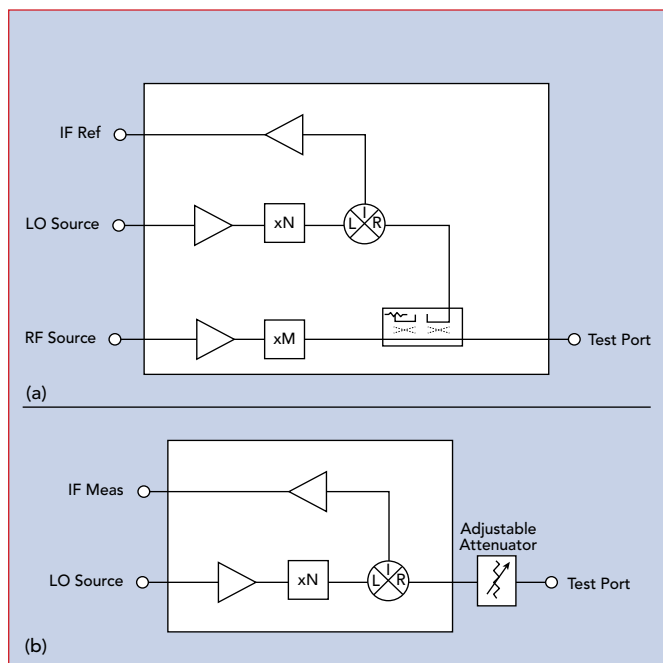 IF Ref
I
LO Source
xN
L
R
RF Source
xM
Test Port
(a)
IF Meas
Adjustable
Attenuator
I
LO Source
xN
L
R
Test Port
(b)